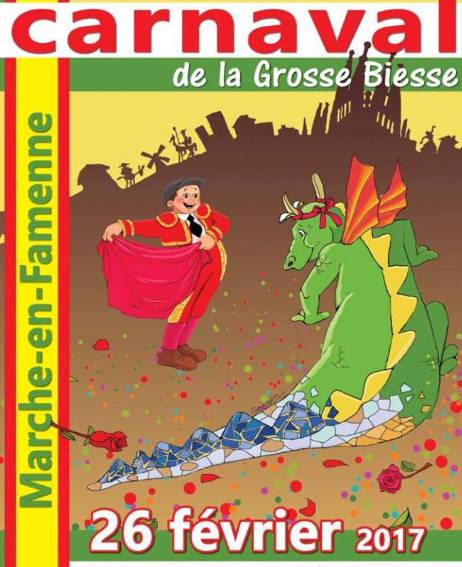 carnaval
de la Grosse Biesse
Marche-en-Famenne
26 février 2017